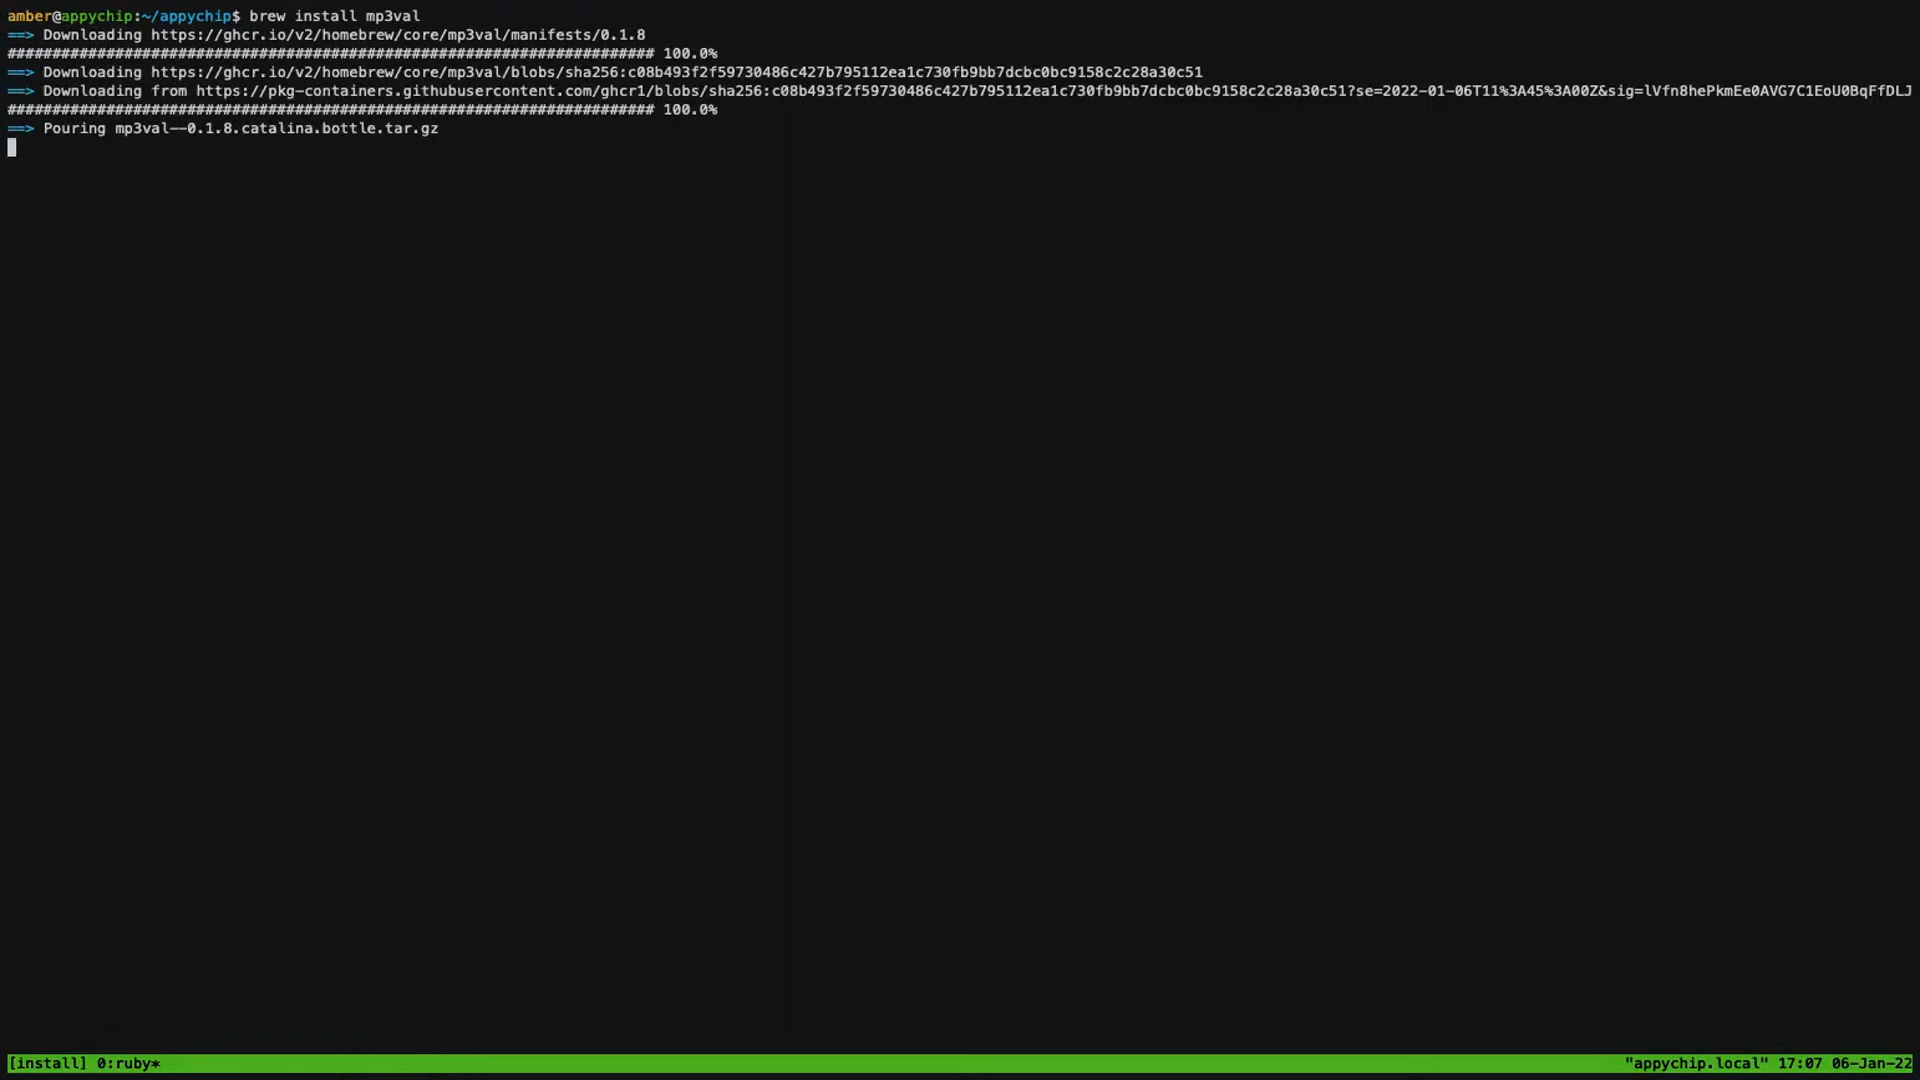 amber@appychip:~/appychip$ brew install mp3val
==> Downloading https://ghcr.io/v2/homebrew/core/mp3val/manifests/0.1.8
######################################################################## 100.0%
==> Downloading https://ghcr.io/v2/homebrew/core/mp3val/blobs/sha256:c08b493f2f59730486c427b795112ea1c730fb9bb7dcbc0bc9158c2c28a30c51
==> Downloading from https://pkg-containers.githubusercontent.com/ghcr1/blobs/sha256:c08b493f2f59730486c427b795112ea1c730fb9bb7dcbc0bc9158c2c28a30c51?se=2022-01-06T11%3A45%3A00Z&sig=lVfn8hePkmEe0AVG7C1EoU0BqFfDLJ
######################################################################## 100.0%
==> Pouring mp3val--0.1.8.catalina.bottle.tar.gz
[install] 0:ruby* "appychip.local" 17:07 06-Jan-22